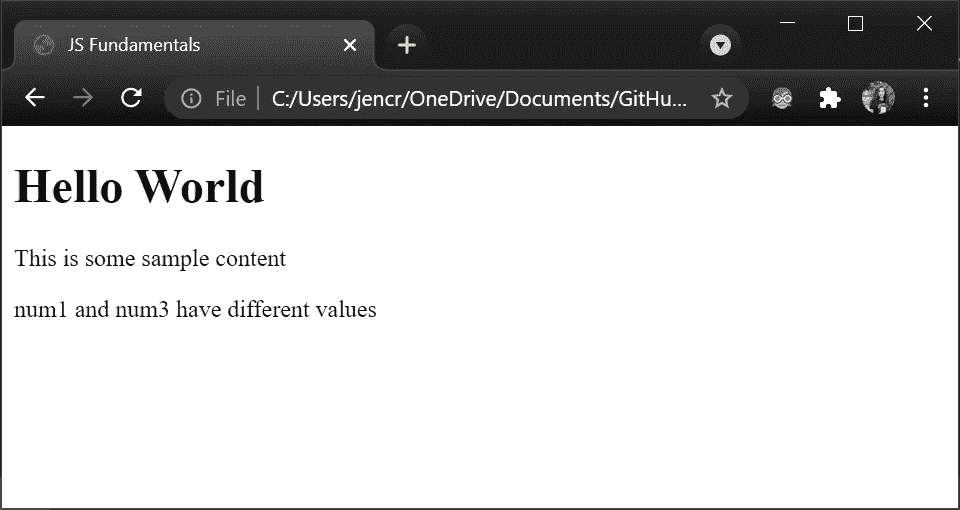 JS Fundamentals
File | C:/Users/jencr/OneDrive/Documents/GitHu...
Hello World
This is some sample content
num1 and num3 have different values